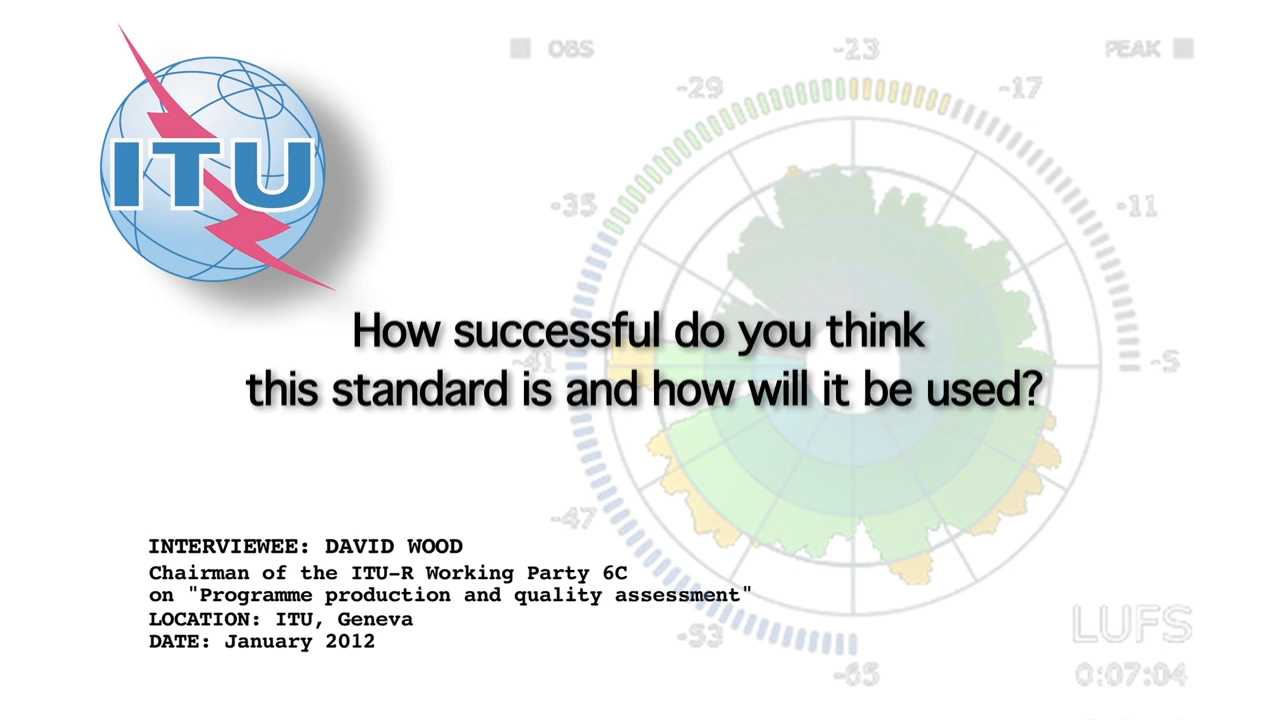 ITU
OBS
-23
PEAK
-29
-17
-35
-11
How successful do you think
-41
-5
this standard is and how will it be used?
-47
INTERVIEWEE: DAVID WOOD
Chairman of the ITU-R Working Party 6C
on "Programme production and quality assessment"
LOCATION: ITU, Geneva
DATE: January 2012
-53
LUFS
-65
0:07:04